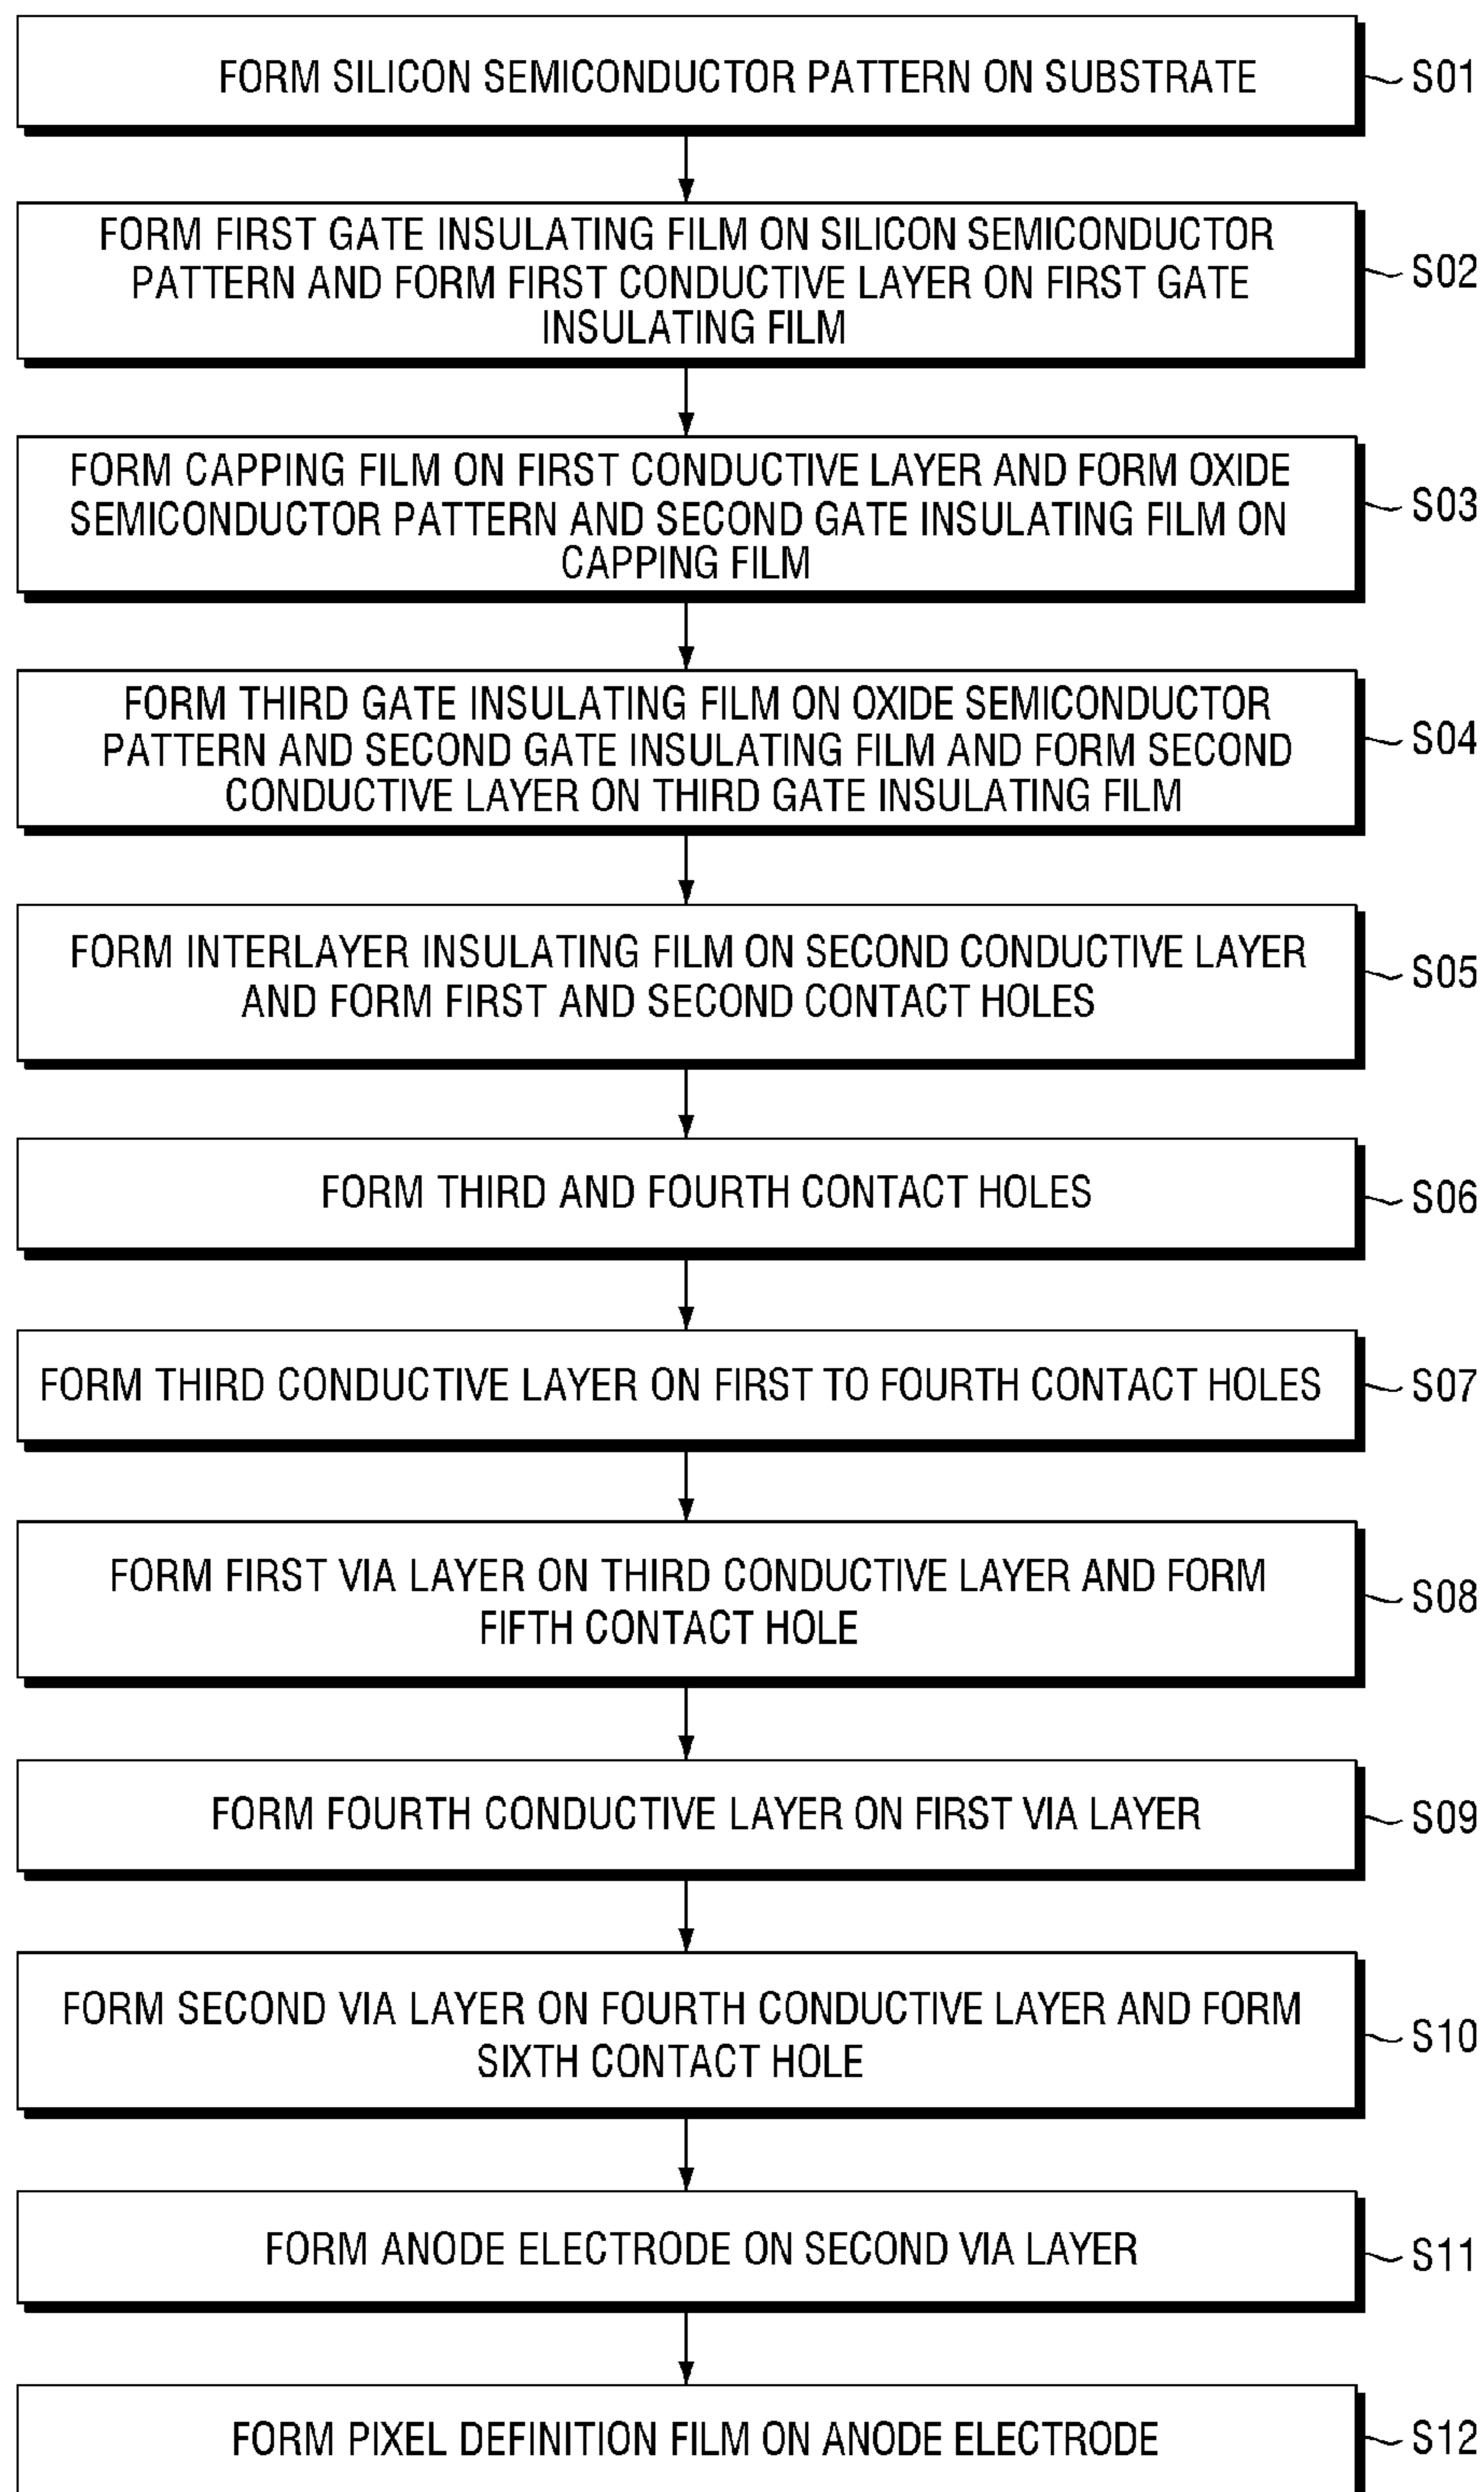 FORM SILICON SEMICONDUCTOR PATTERN ON SUBSTRATE
S01
FORM FIRST GATE INSULATING FILM ON SILICON SEMICONDUCTOR
PATTERN AND FORM FIRST CONDUCTIVE LAYER ON FIRST GATE
INSULATING FILM
S02
FORM CAPPING FILM ON FIRST CONDUCTIVE LAYER AND FORM OXIDE
SEMICONDUCTOR PATTERN AND SECOND GATE INSULATING FILM ON
CAPPING FILM
S03
FORM THIRD GATE INSULATING FILM ON OXIDE SEMICONDUCTOR
PATTERN AND SECOND GATE INSULATING FILM AND FORM SECOND
CONDUCTIVE LAYER ON THIRD GATE INSULATING FILM
S04
FORM INTERLAYER INSULATING FILM ON SECOND CONDUCTIVE LAYER
AND FORM FIRST AND SECOND CONTACT HOLES
S05
FORM THIRD AND FOURTH CONTACT HOLES
S06
FORM THIRD CONDUCTIVE LAYER ON FIRST TO FOURTH CONTACT HOLES
S07
FORM FIRST VIA LAYER ON THIRD CONDUCTIVE LAYER AND FORM
FIFTH CONTACT HOLE
S08
FORM FOURTH CONDUCTIVE LAYER ON FIRST VIA LAYER
S09
FORM SECOND VIA LAYER ON FOURTH CONDUCTIVE LAYER AND FORM
SIXTH CONTACT HOLE
S10
FORM ANODE ELECTRODE ON SECOND VIA LAYER
S11
FORM PIXEL DEFINITION FILM ON ANODE ELECTRODE
S12